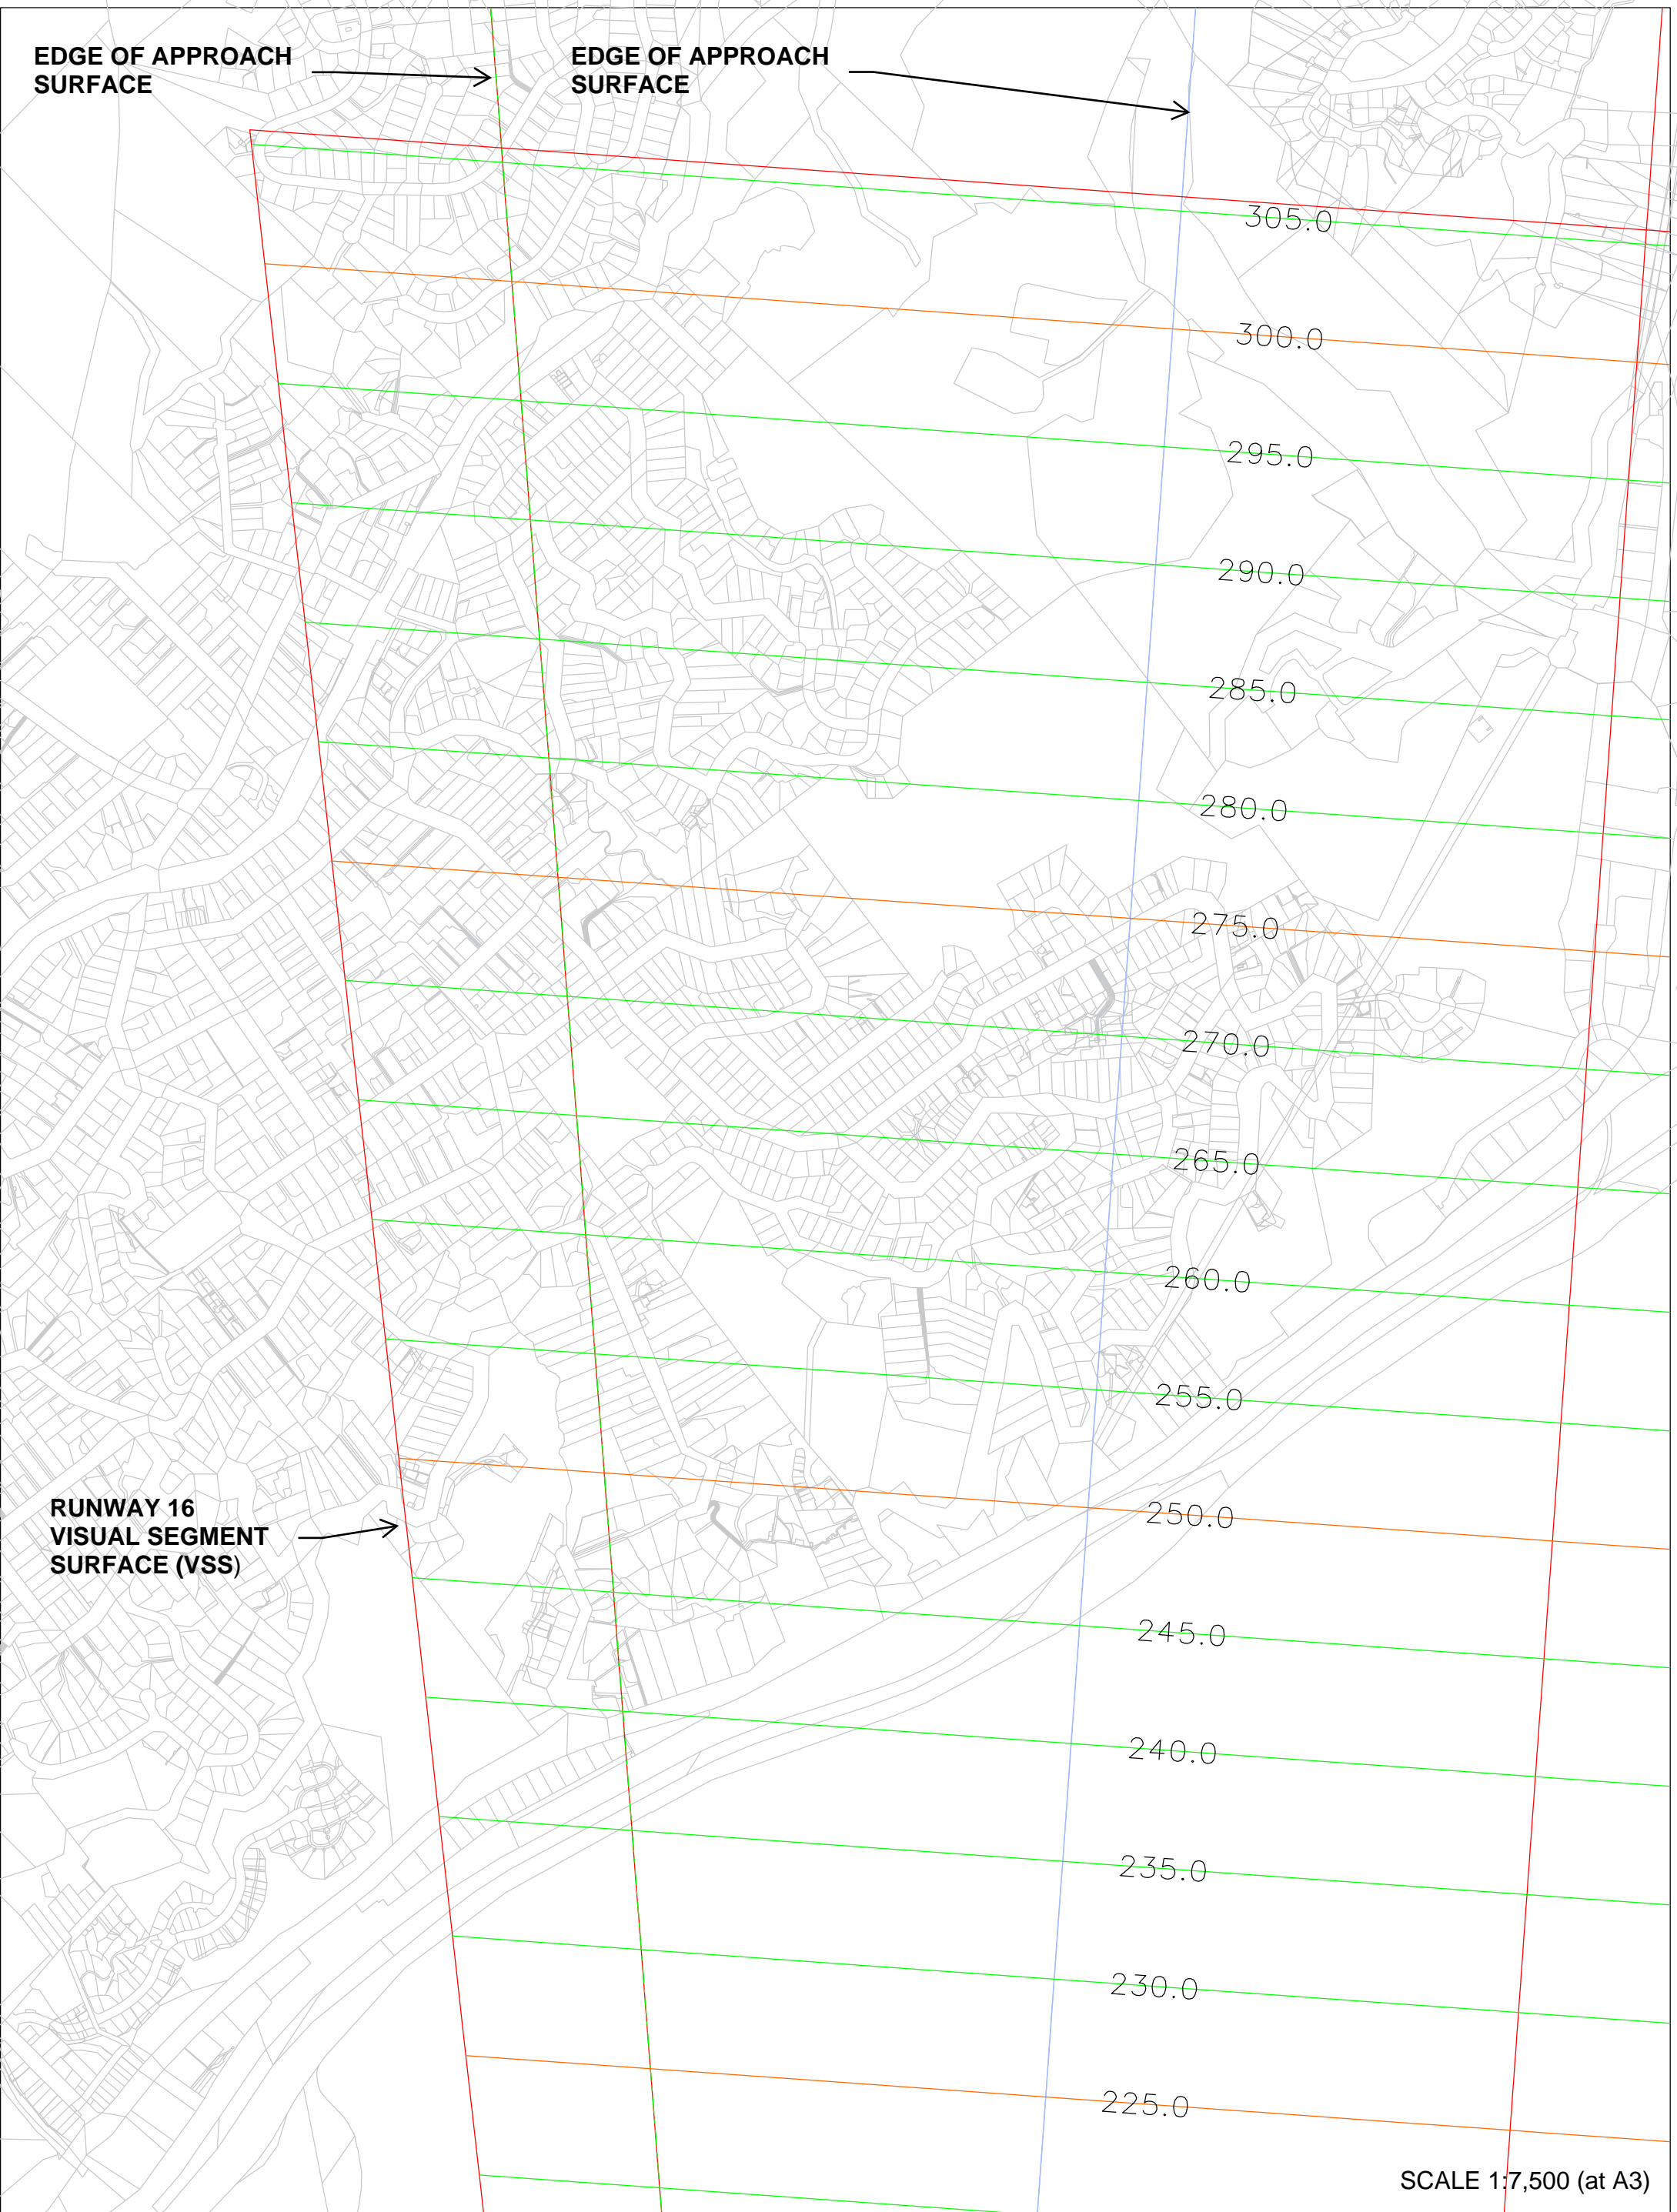 EDGE OF APPROACH
SURFACE
EDGE OF APPROACH
SURFACE
305.0
300.0
295.0
290.0
285.0
280.0
275.0
270.0
265.0
260.0
255.0
250.0
RUNWAY 16
VISUAL SEGMENT
SURFACE (VSS)
245.0
240.0
235.0
230.0
225.0
SCALE 1:7,500 (at A3)